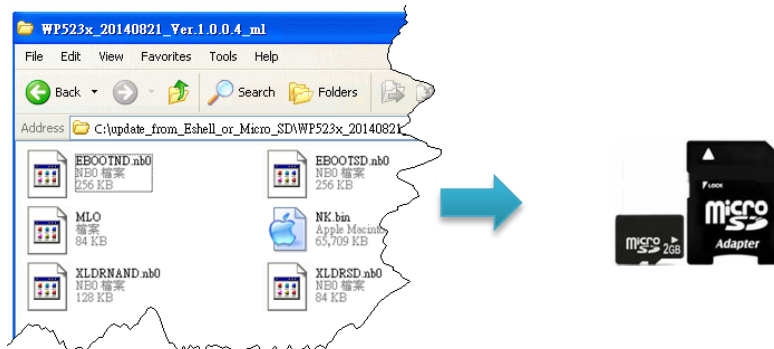 WP523x_20140821_Ver.1.0.0.4_ml
File Edit View Favorites Tools Help
Back Search Folders
Address C:\update_from_Eshell_or_Micro_SD\WP523x_20140821
EBOOTND.nb0
NB0 檔案
256 KB
EBOOTSD.nb0
NB0 檔案
256 KB
MLO
檔案
84 KB
NK.bin
Apple Macin
65,709 KB
XLDRNAND.nb0
NB0 檔案
128 KB
XLDRSD.nb0
NB0 檔案
84 KB
Lock
micro
SD
Adapter
micro
SD 2GB